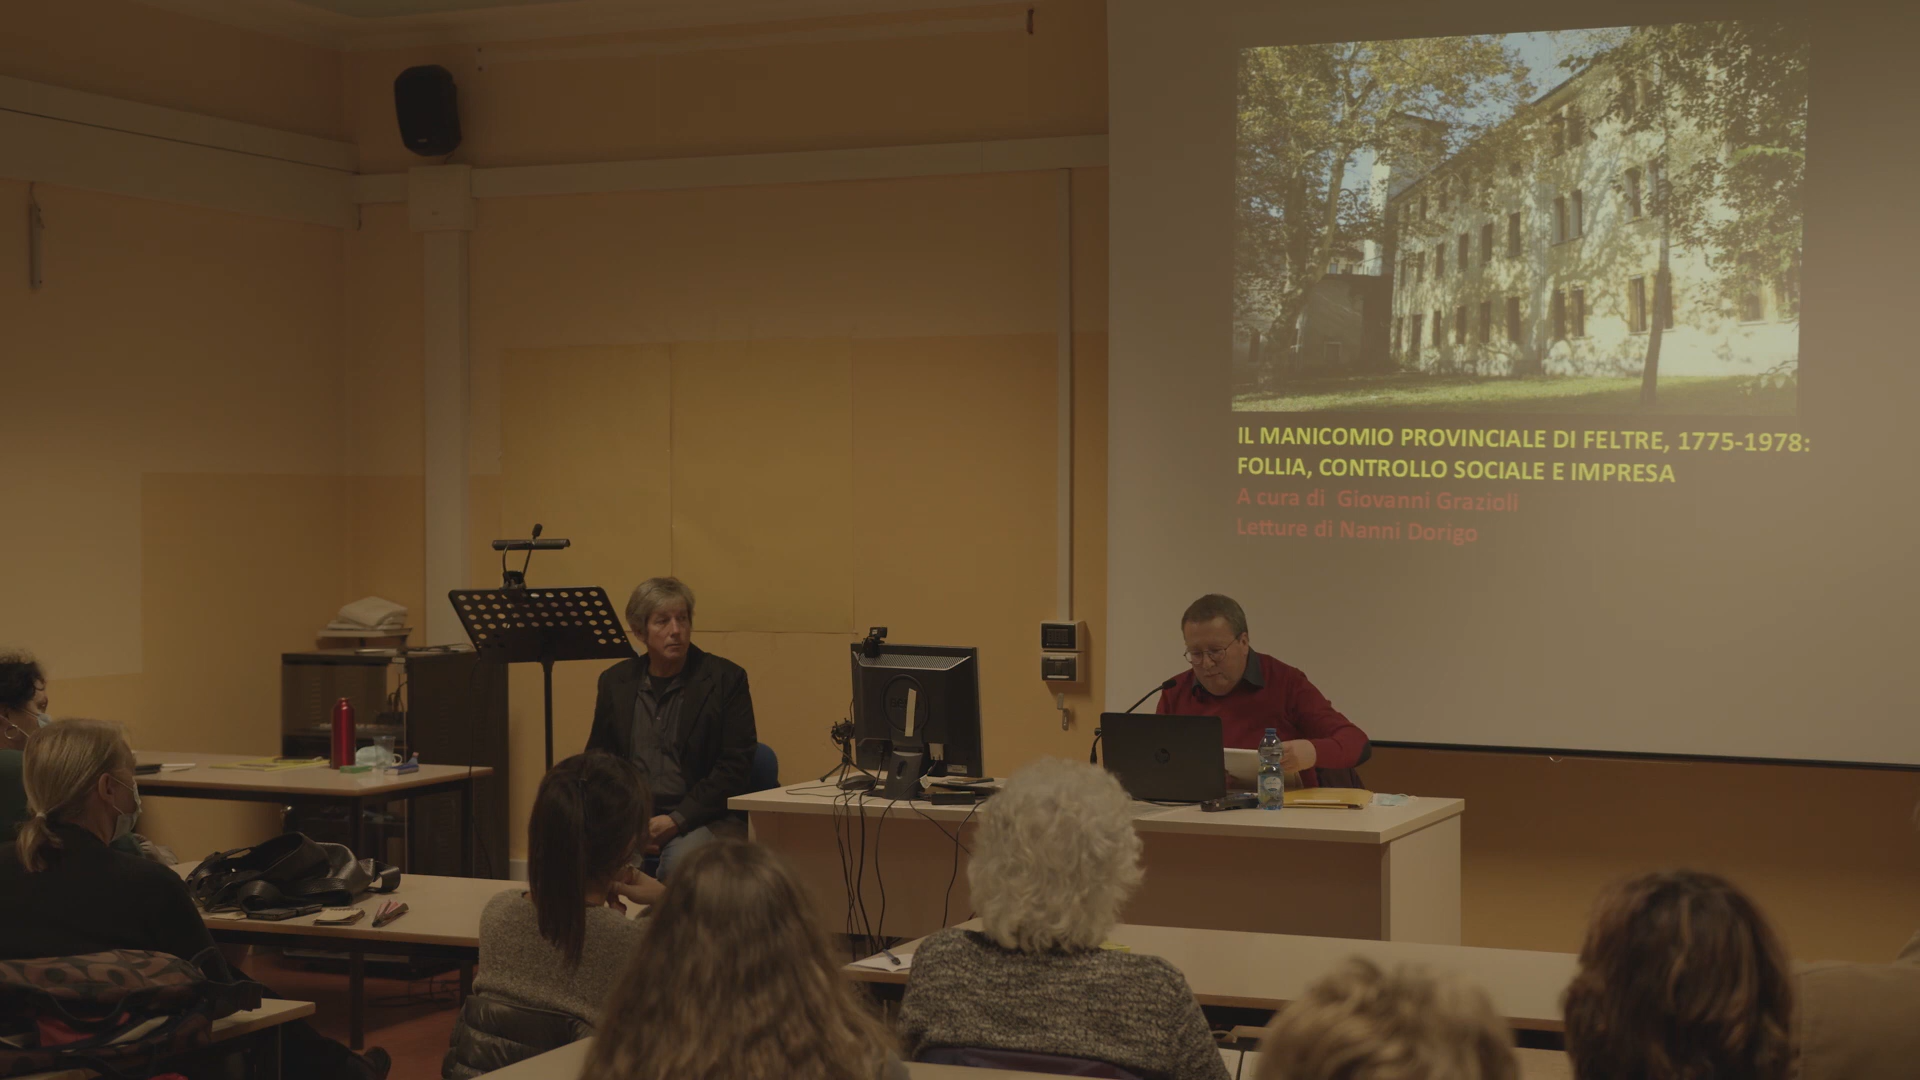 IL MANICOMIO PROVINCIALE DI FELTRE, 1775-1978:
FOLLIA, CONTROLLO SOCIALE E IMPRESA
A cura di Giovanni Grazioli
Letture di Nanni Dorigo